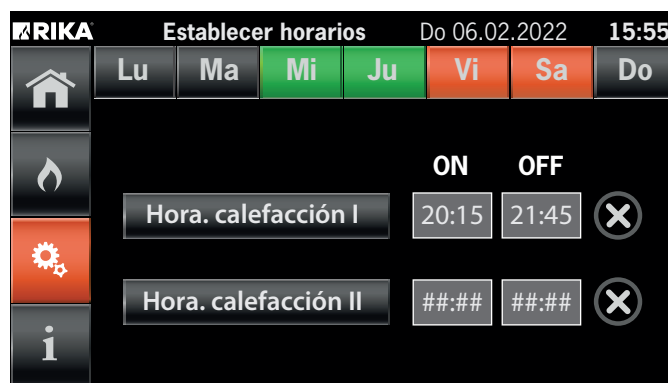 RIKA Establecer horarios Do 06.02.2022 15:55
Lu Ma Mi Ju Vi Sa Do
ON OFF
Hora. calefacción I 20:15 21:45
Hora. calefacción II ##:## ##:##
i